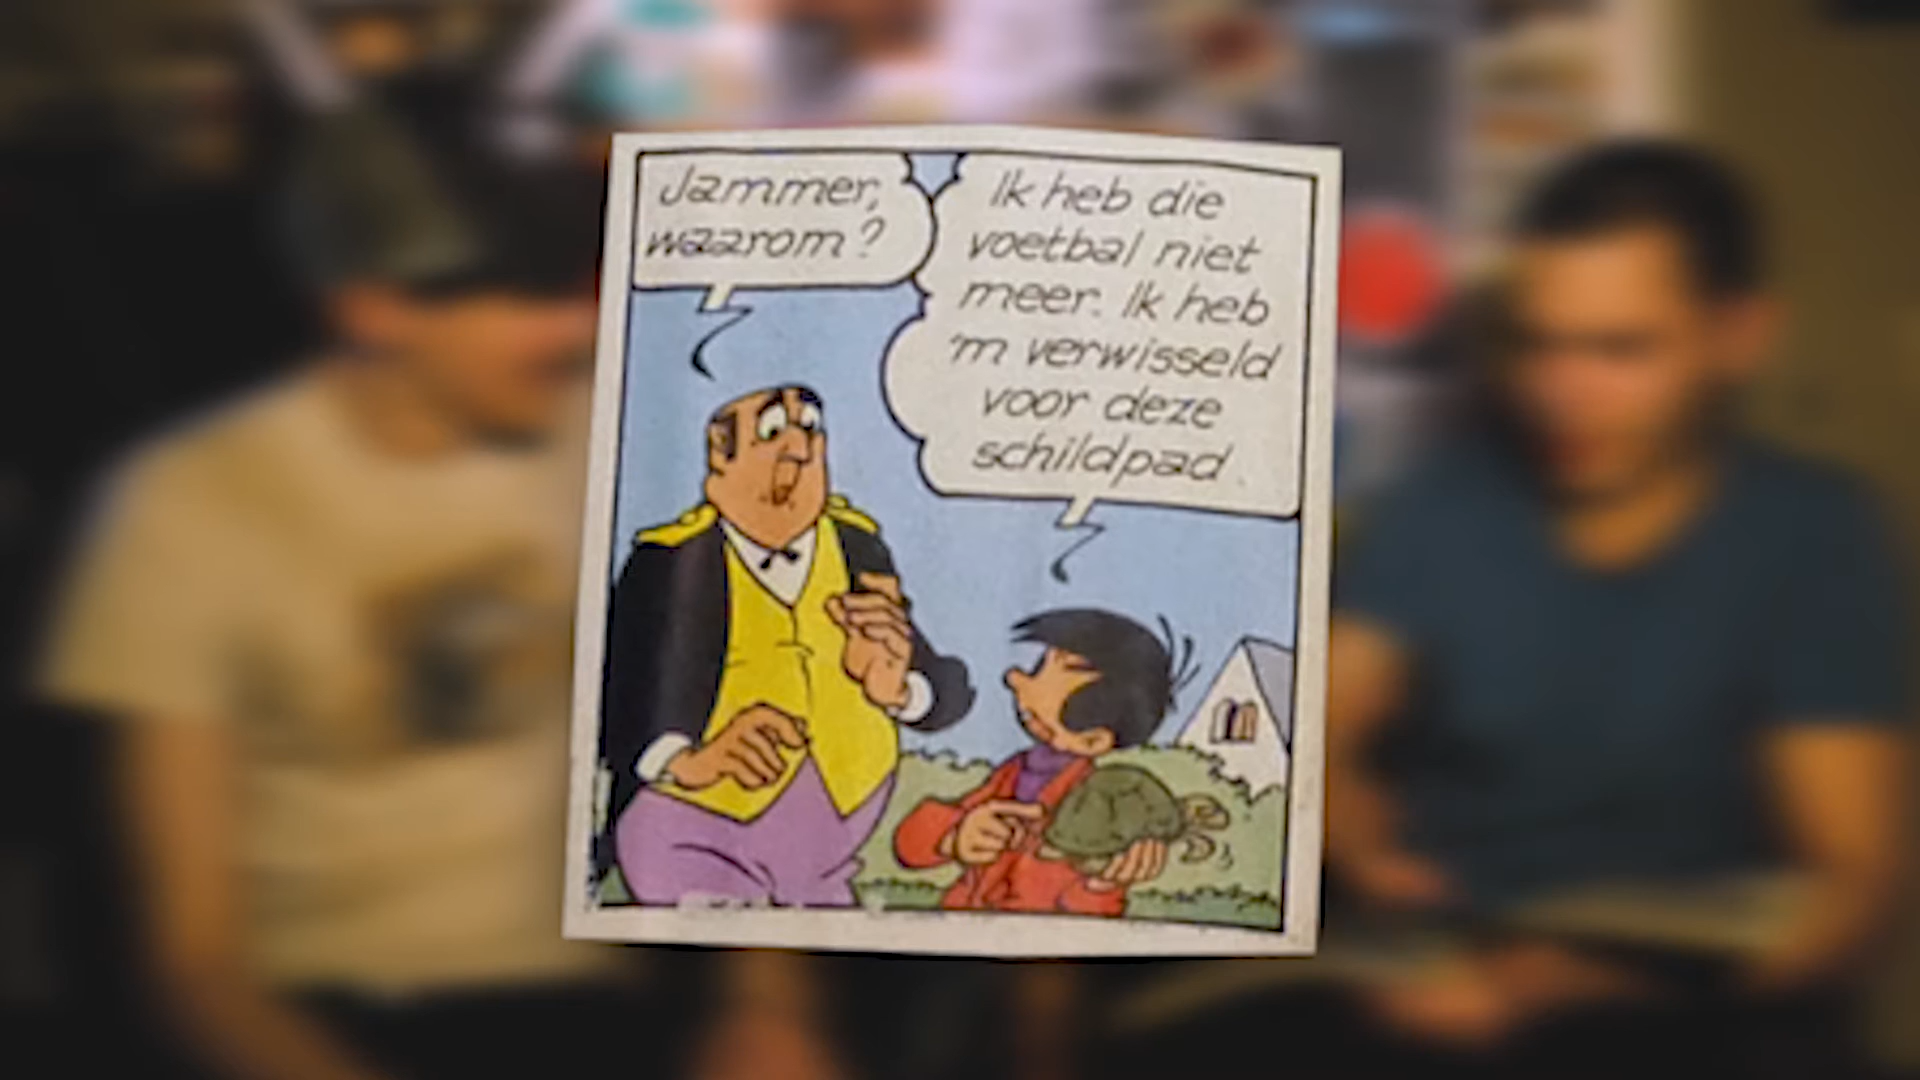 Jammer,
waarom?
Ik heb die
voetbal niet
meer. Ik heb
'm verwisseld
voor deze
schildpad.